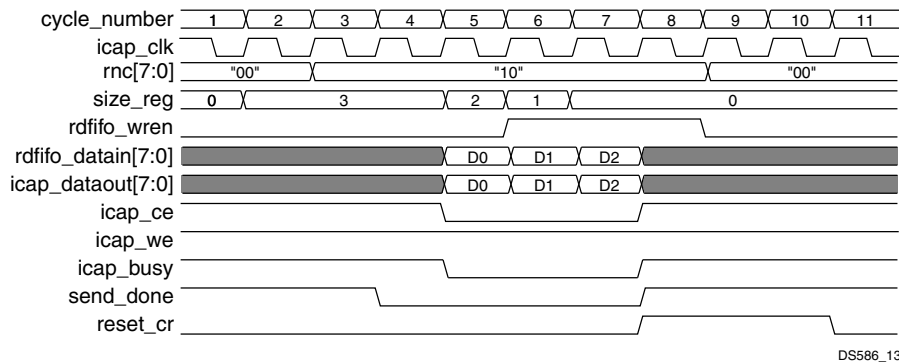 cycle_number 1 2 3 4 5 6 7 8 9 10 11
icap_clk
rnc[7:0] "00" "10" "00"
size_reg 0 3 2 1 0
rdfifo_wren
rdfifo_datain[7:0] D0 D1 D2
icap_dataout[7:0] D0 D1 D2
icap_ce
icap_we
icap_busy
send_done
reset_cr
DS586_13